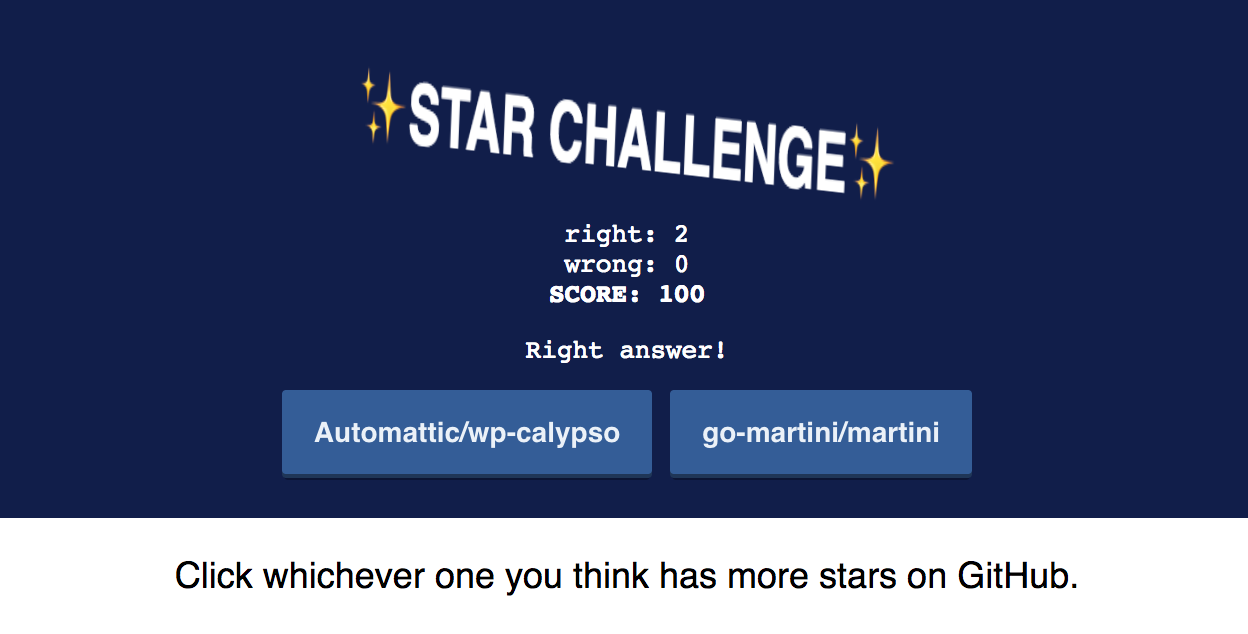 ✨STAR CHALLENGE✨
right: 2
wrong: 0
SCORE: 100
Right answer!
Automattic/wp-calypso
go-martini/martini
Click whichever one you think has more stars on GitHub.